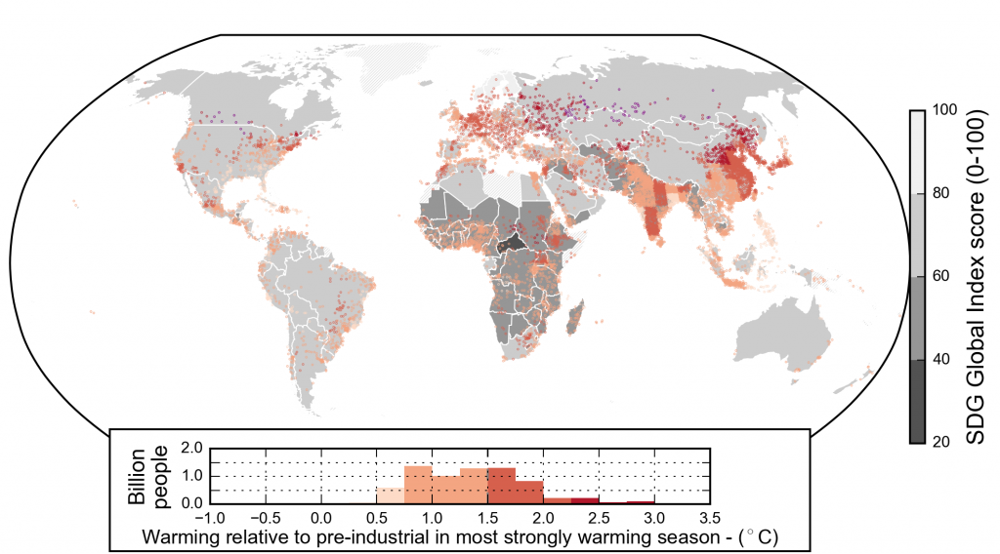 100
80
60
40
20
SDG Global Index score (0-100)
Billion
people
2.0
1.0
0.0
−1.0 −0.5 0.0 0.5 1.0 1.5 2.0 2.5 3.0 3.5
Warming relative to pre-industrial in most strongly warming season - (°C)